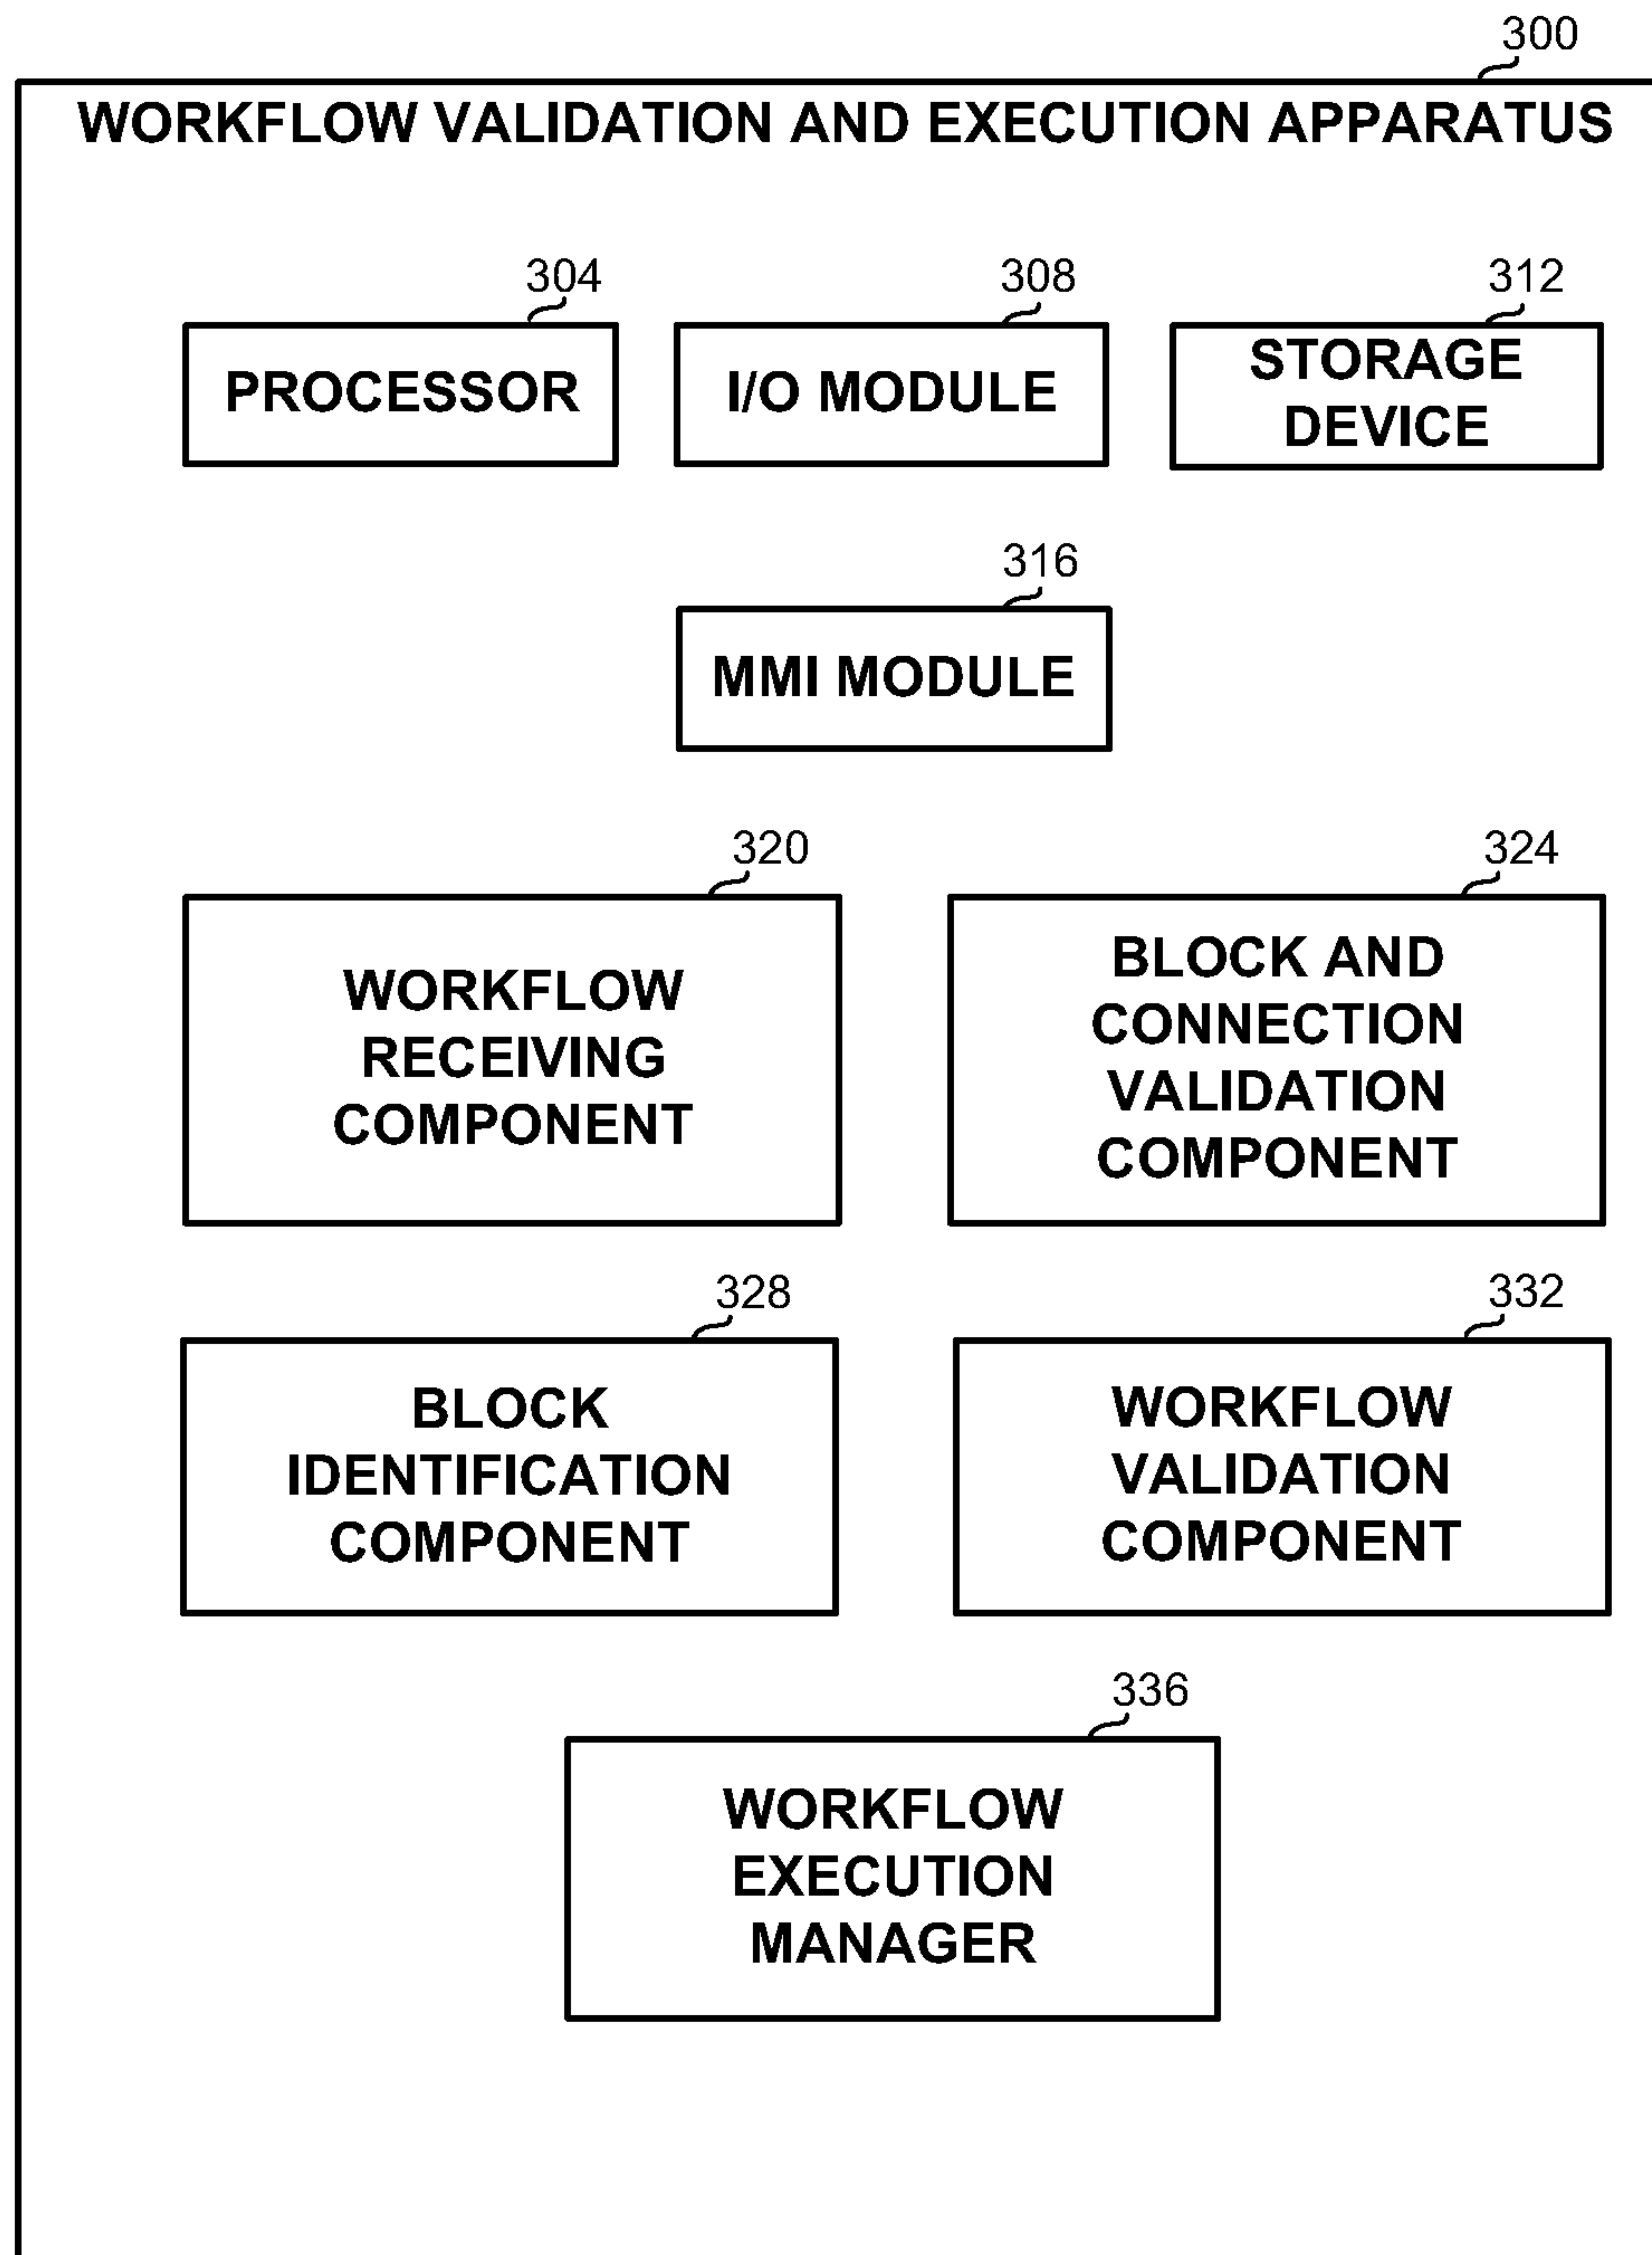 300
WORKFLOW VALIDATION AND EXECUTION APPARATUS
304
PROCESSOR
308
I/O MODULE
312
STORAGE
DEVICE
316
MMI MODULE
320
WORKFLOW
RECEIVING
COMPONENT
324
BLOCK AND
CONNECTION
VALIDATION
COMPONENT
328
BLOCK
IDENTIFICATION
COMPONENT
332
WORKFLOW
VALIDATION
COMPONENT
336
WORKFLOW
EXECUTION
MANAGER